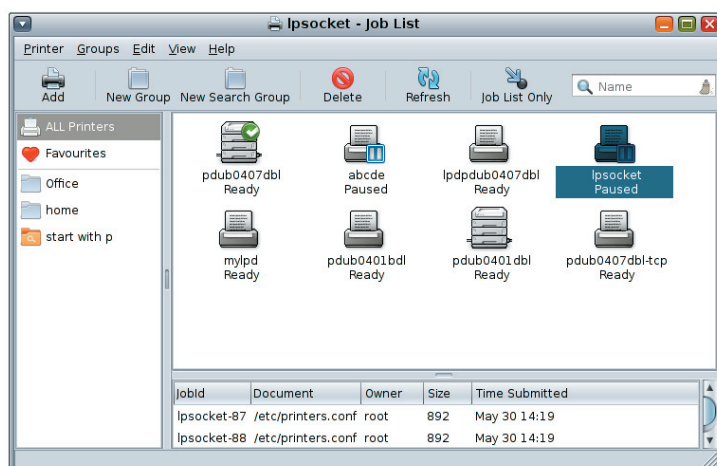 lpsocket - Job List
Printer Groups Edit View Help
Add New Group New Search Group Delete Refresh Job List Only Name
ALL Printers
Favourites
Office
home
start with p
pdub0407dbl abcde lpdpdub0407dbl lpsocket
Ready Paused Ready Paused
mylpd pdub0401bdl pdub0401dbl pdub0407dbl-tcp
Ready Ready Ready Ready
JobId Document Owner Size Time Submitted
lpsocket-87 /etc/printers.conf root 892 May 30 14:19
lpsocket-88 /etc/printers.conf root 892 May 30 14:19